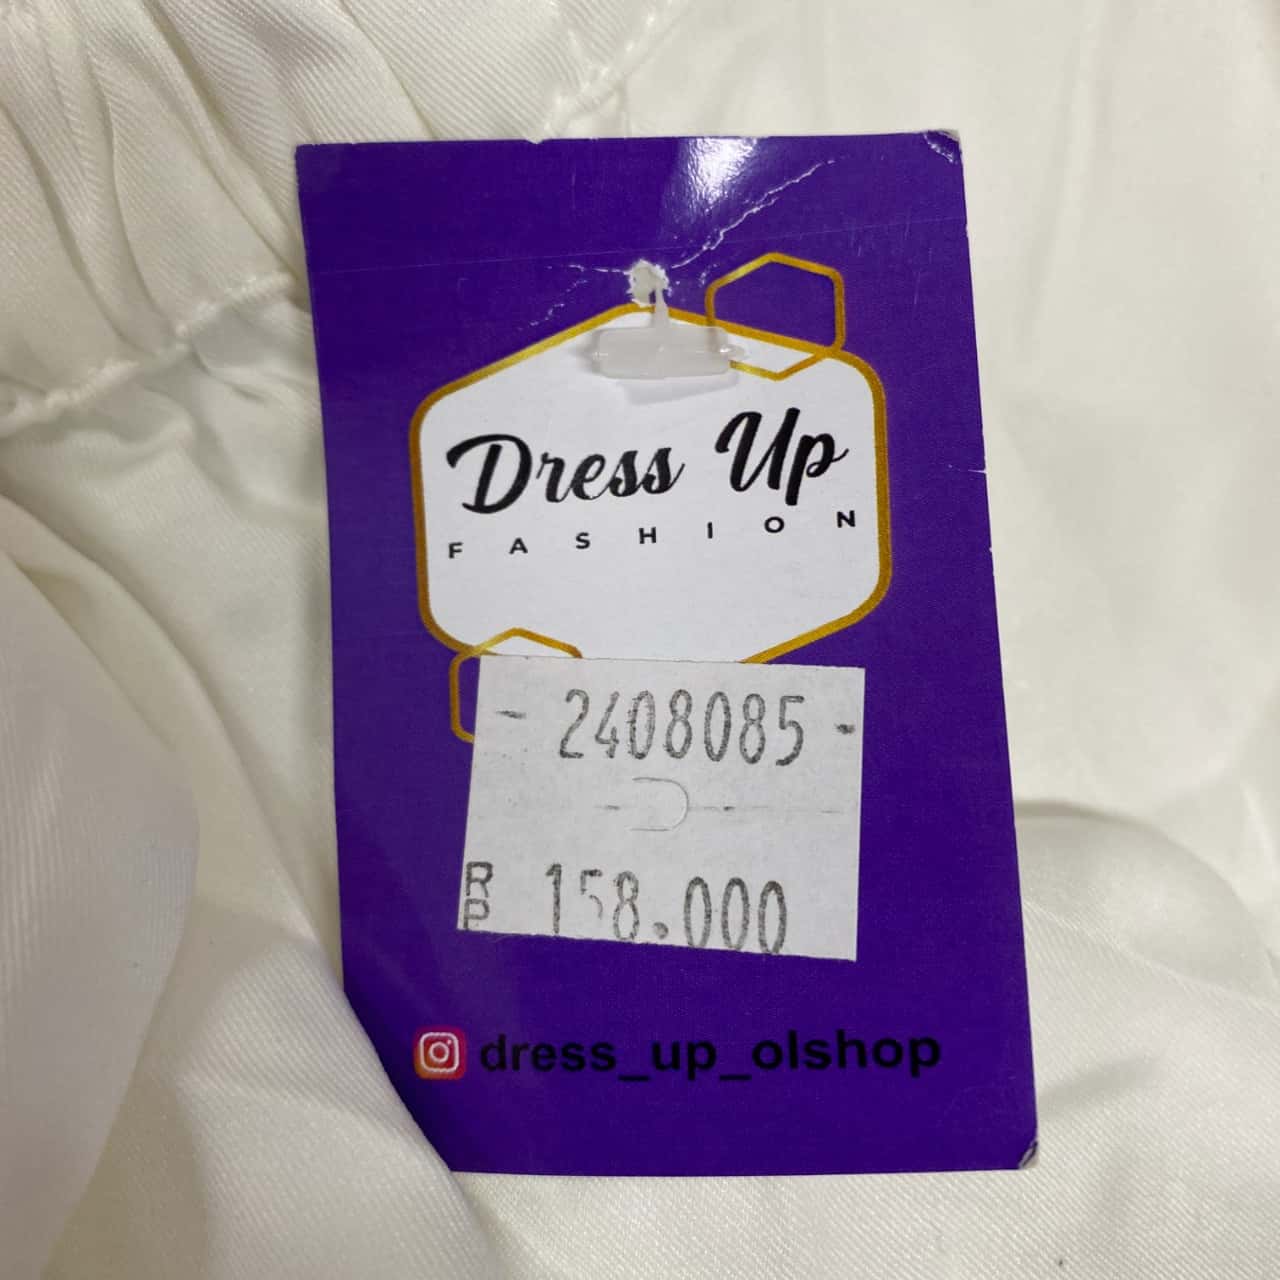 Dress Up
FASHION
- 2408085 -
RP 158.000
dress_up_olshop